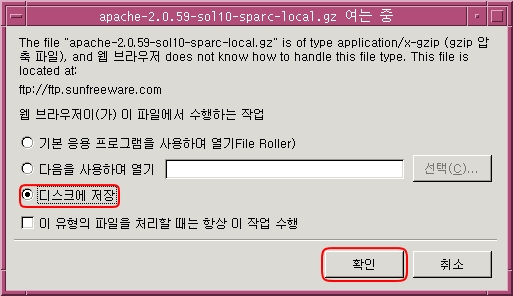 apache-2.0.59-sol10-sparc-local.gz 여는 중
The file "apache-2.0.59-sol10-sparc-local.gz" is of type application/x-gzip (gzip 압
축 파일), and 웹 브라우저 does not know how to handle this file type. This file is
located at:
ftp://ftp.sunfreeware.com
웹 브라우저이(가) 이 파일에서 수행하는 작업
기본 응용 프로그램을 사용하여 열기File Roller)
다음을 사용하여 열기
선택(C)...
디스크에 저장
이 유형의 파일을 처리할 때는 항상 이 작업 수행
확인
취소